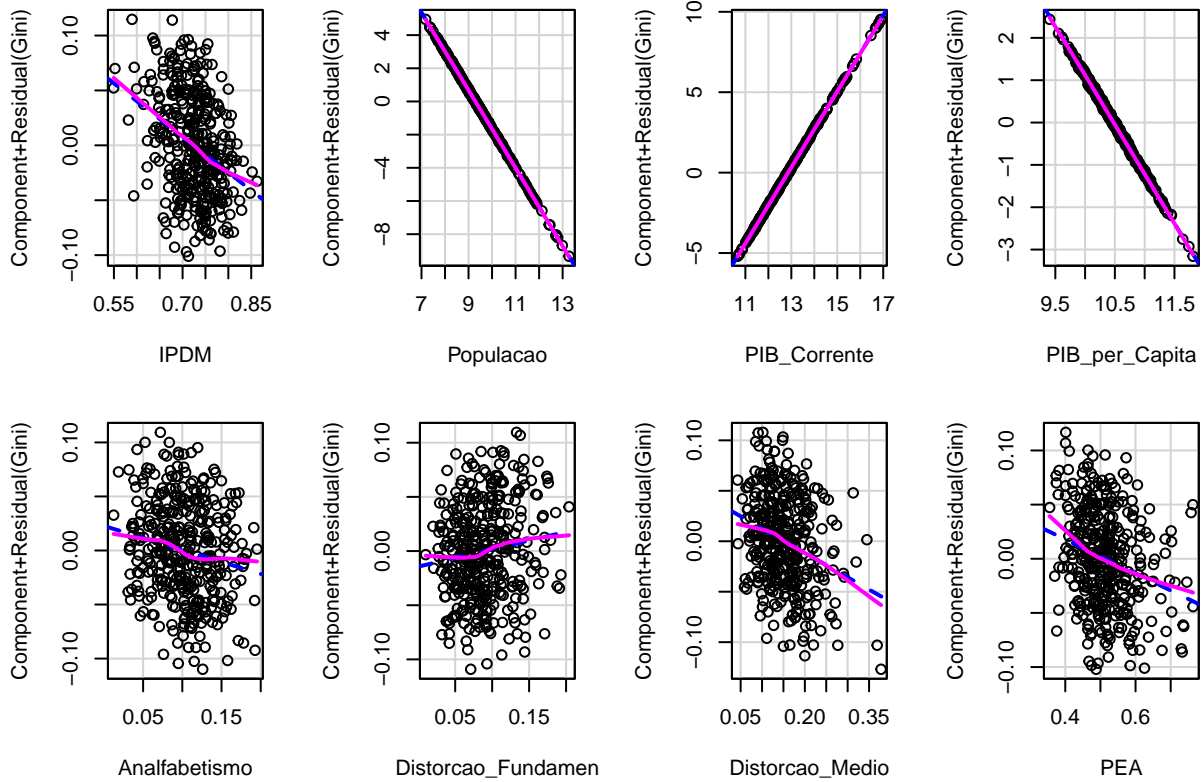 Component+Residual(Gini)
0.10
0.00
−0.10
0.55 0.70 0.85
IPDM
Component+Residual(Gini)
4
2
0
−4
−8
7 9 11 13
Populacao
Component+Residual(Gini)
10
5
0
−5
11 13 15 17
PIB_Corrente
Component+Residual(Gini)
2
1
0
−1
−2
−3
9.5 10.5 11.5
PIB_per_Capita
Component+Residual(Gini)
0.10
0.00
−0.10
0.05 0.15
Analfabetismo
Component+Residual(Gini)
0.10
0.00
−0.10
0.05 0.15
Distorcao_Fundamen
Component+Residual(Gini)
0.10
0.00
−0.10
0.05 0.20 0.35
Distorcao_Medio
Component+Residual(Gini)
0.10
0.00
−0.10
0.4 0.6
PEA